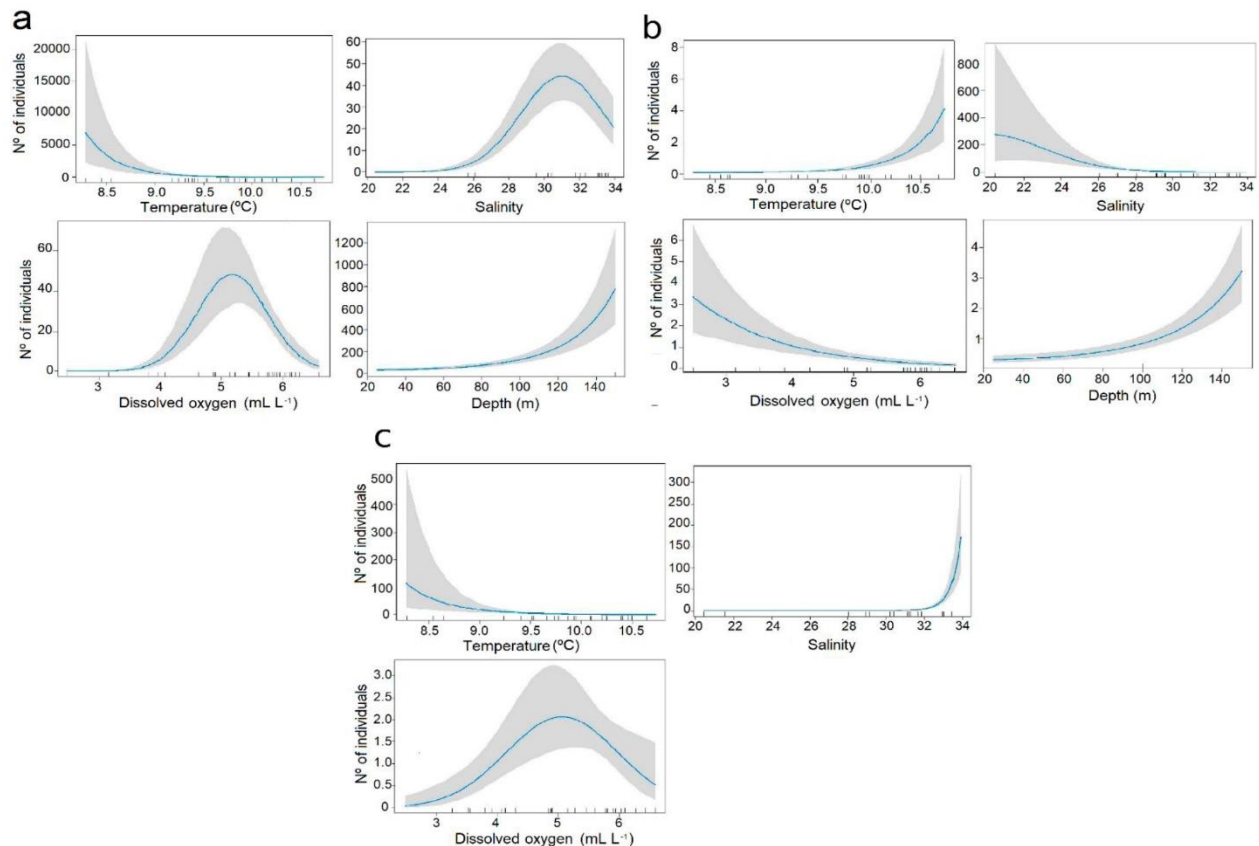 a
Nº of individuals
20000
15000
10000
5000
0
8.5 9.0 9.5 10.0 10.5
Temperature (ºC)
60
50
40
30
20
10
0
20 22 24 26 28 30 32 34
Salinity
Nº of individuals
60
40
20
0
3 4 5 6
Dissolved oxygen (mL L⁻¹)
1200
1000
800
600
400
200
20 40 60 80 100 120 140
Depth (m)
b
Nº of individuals
8
6
4
2
0
8.5 9.0 9.5 10.0 10.5
Temperature (ºC)
800
600
400
200
0
20 22 24 26 28 30 32 34
Salinity
Nº of individuals
6
5
4
3
2
1
0
3 4 5 6
Dissolved oxygen (mL L⁻¹)
4
3
2
1
20 40 60 80 100 120 140
Depth (m)
c
Nº of individuals
500
400
300
200
100
0
8.5 9.0 9.5 10.0 10.5
Temperature (ºC)
300
250
200
150
100
50
0
20 22 24 26 28 30 32 34
Salinity
Nº of individuals
3.0
2.5
2.0
1.5
1.0
0.5
0
3 4 5 6
Dissolved oxygen (mL L⁻¹)